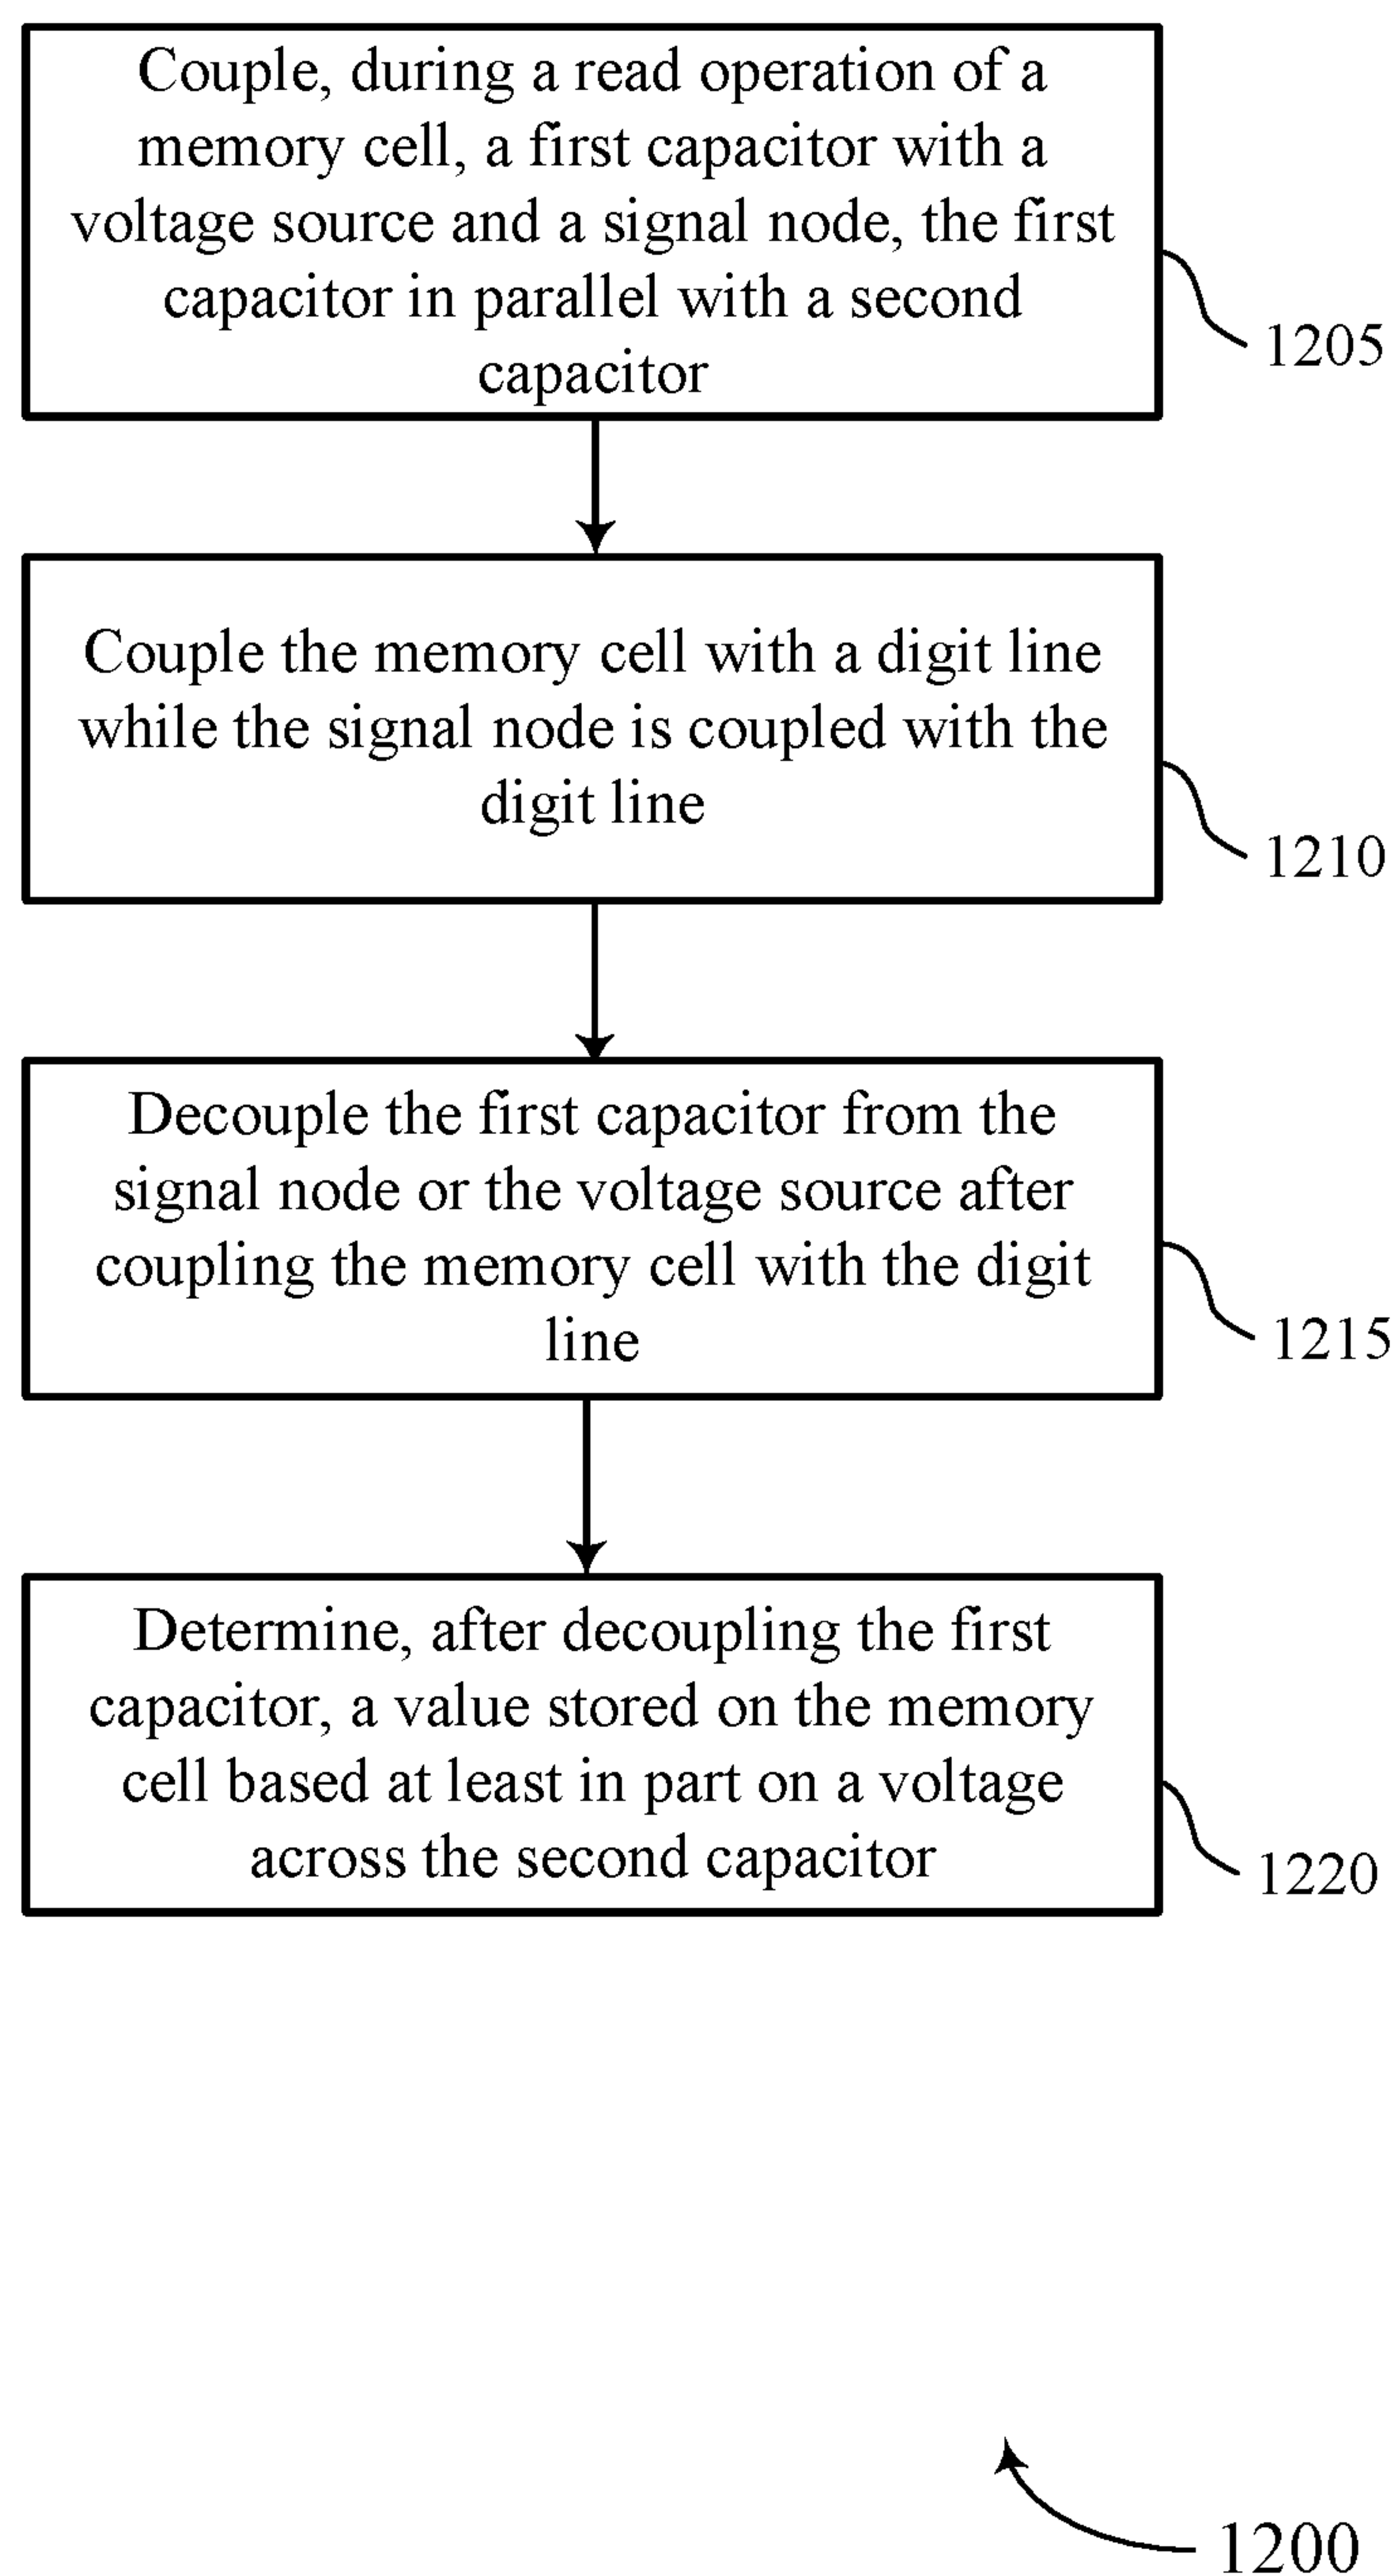 Couple, during a read operation of a
memory cell, a first capacitor with a
voltage source and a signal node, the first
capacitor in parallel with a second
capacitor
1205
Couple the memory cell with a digit line
while the signal node is coupled with the
digit line
1210
Decouple the first capacitor from the
signal node or the voltage source after
coupling the memory cell with the digit
line
1215
Determine, after decoupling the first
capacitor, a value stored on the memory
cell based at least in part on a voltage
across the second capacitor
1220
1200